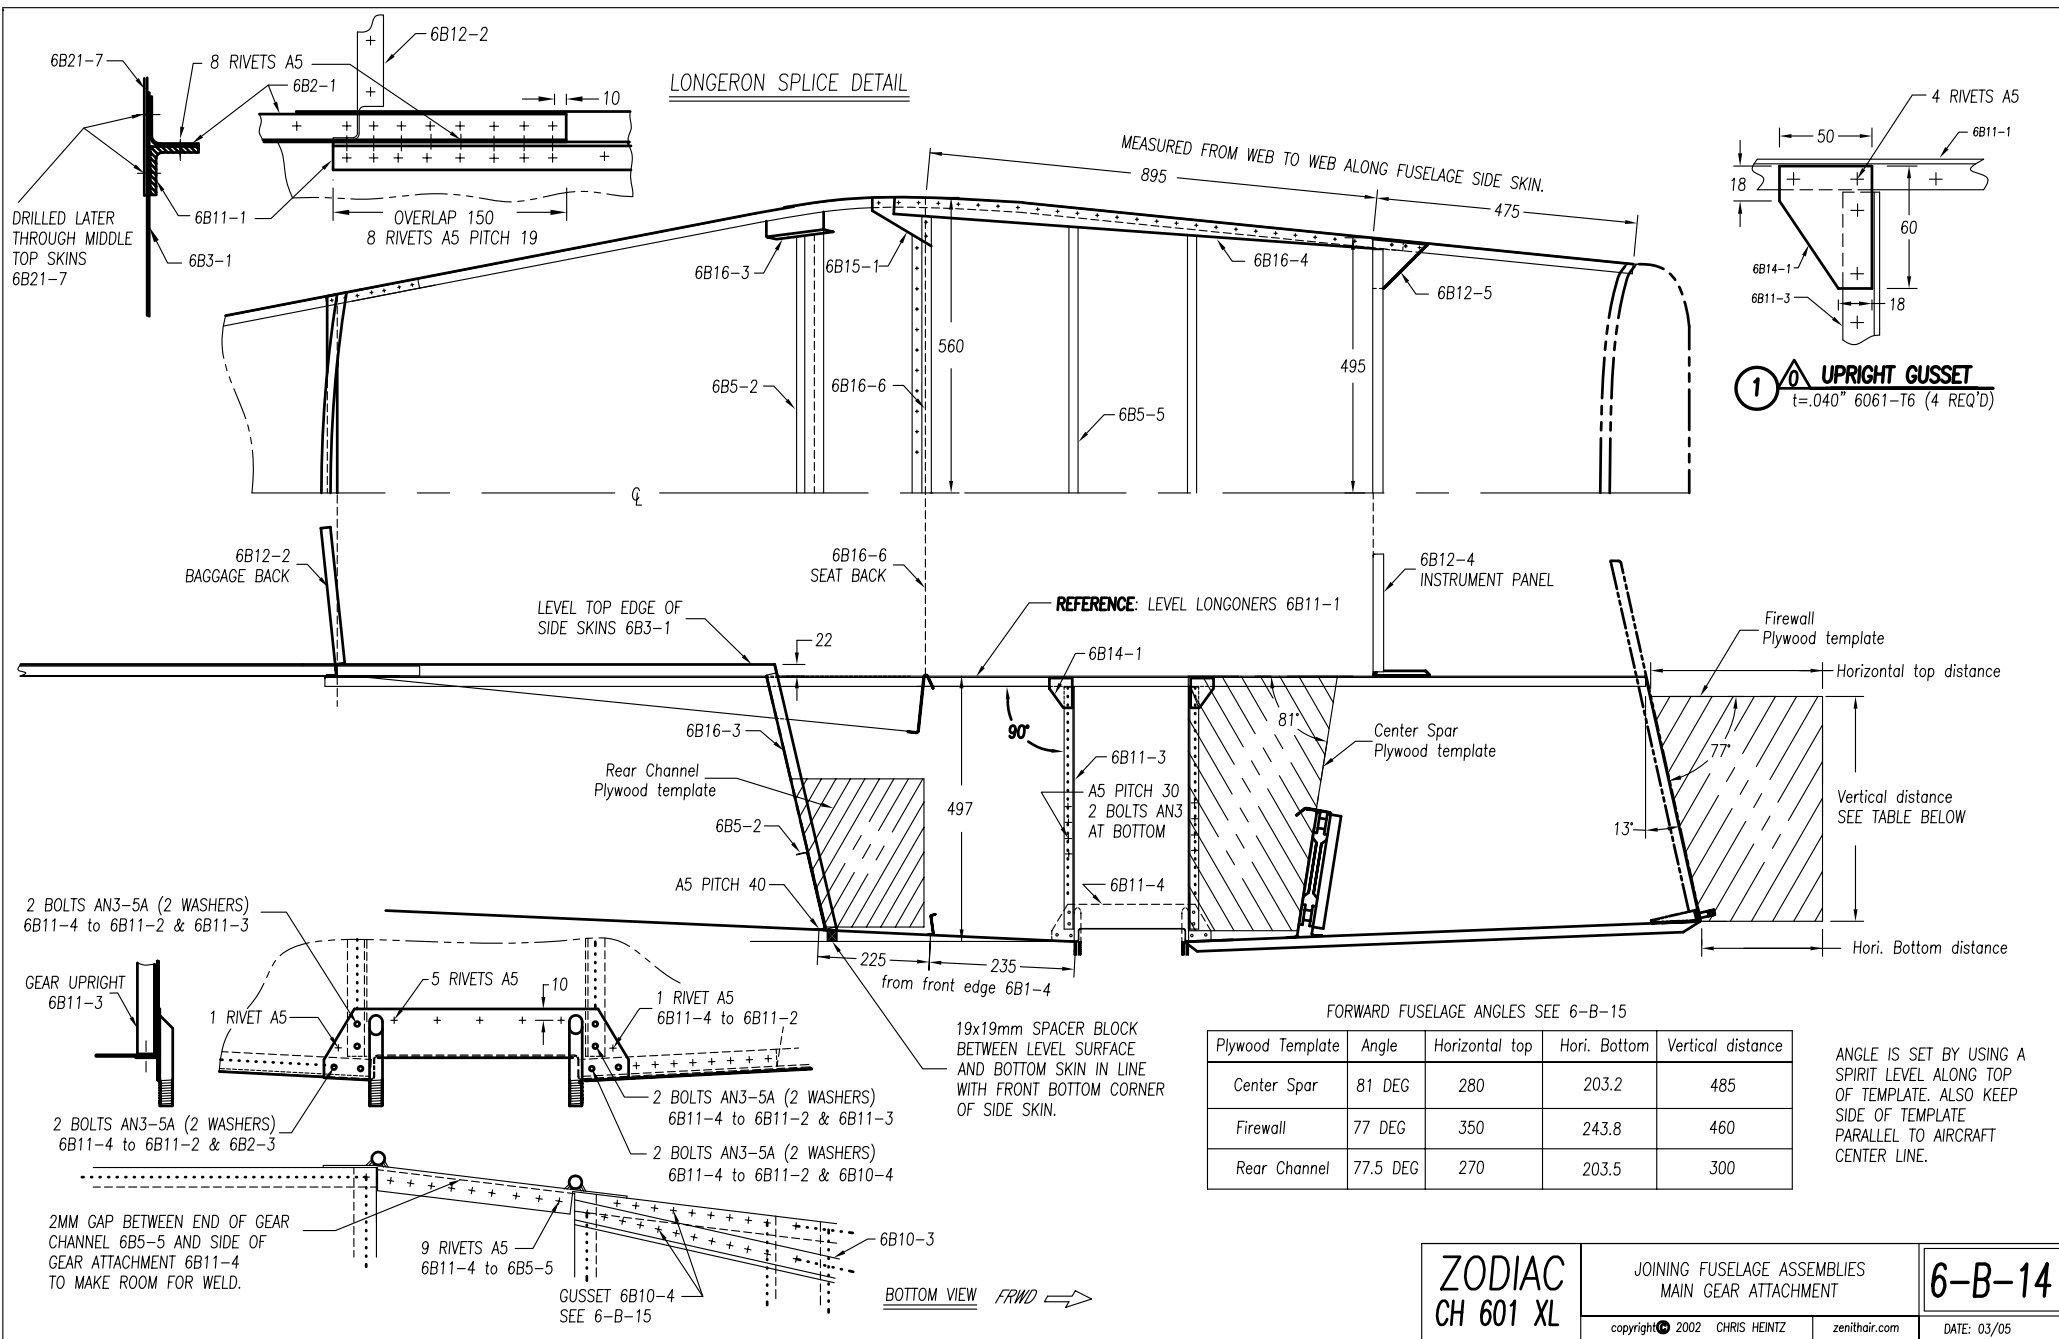 LONGERON SPLICE DETAIL
6B21-7
8 RIVETS A5
6B2-1
6B12-2
10
DRILLED LATER
THROUGH MIDDLE
TOP SKINS
6B21-7
6B11-1
6B3-1
OVERLAP 150
8 RIVETS A5 PITCH 19
MEASURED FROM WEB TO WEB ALONG FUSELAGE SIDE SKIN.
895
475
6B16-3
6B15-1
6B16-4
6B12-5
560
495
6B5-2
6B16-6
6B5-5
℄
4 RIVETS A5
50
6B11-1
18
60
6B14-1
6B11-3
18
1
0
UPRIGHT GUSSET
t=.040" 6061-T6 (4 REQ'D)
6B12-2
BAGGAGE BACK
6B16-6
SEAT BACK
6B12-4
INSTRUMENT PANEL
LEVEL TOP EDGE OF
SIDE SKINS 6B3-1
22
REFERENCE: LEVEL LONGONERS 6B11-1
6B14-1
Firewall
Plywood template
Horizontal top distance
6B16-3
90°
81°
Center Spar
Plywood template
77°
Rear Channel
Plywood template
6B11-3
A5 PITCH 30
2 BOLTS AN3
AT BOTTOM
497
13°
Vertical distance
SEE TABLE BELOW
6B5-2
A5 PITCH 40
6B11-4
225
235
from front edge 6B1-4
Hori. Bottom distance
2 BOLTS AN3-5A (2 WASHERS)
6B11-4 to 6B11-2 & 6B11-3
GEAR UPRIGHT
6B11-3
1 RIVET A5
5 RIVETS A5
10
1 RIVET A5
6B11-4 to 6B11-2
19x19mm SPACER BLOCK
BETWEEN LEVEL SURFACE
AND BOTTOM SKIN IN LINE
WITH FRONT BOTTOM CORNER
OF SIDE SKIN.
2 BOLTS AN3-5A (2 WASHERS)
6B11-4 to 6B11-2 & 6B2-3
2 BOLTS AN3-5A (2 WASHERS)
6B11-4 to 6B11-2 & 6B11-3
2 BOLTS AN3-5A (2 WASHERS)
6B11-4 to 6B11-2 & 6B10-4
2MM GAP BETWEEN END OF GEAR
CHANNEL 6B5-5 AND SIDE OF
GEAR ATTACHMENT 6B11-4
TO MAKE ROOM FOR WELD.
9 RIVETS A5
6B11-4 to 6B5-5
GUSSET 6B10-4
SEE 6-B-15
6B10-3
BOTTOM VIEW
FRWD
FORWARD FUSELAGE ANGLES SEE 6-B-15
Plywood Template Angle Horizontal top Hori. Bottom Vertical distance
Center Spar 81 DEG 280 203.2 485
Firewall 77 DEG 350 243.8 460
Rear Channel 77.5 DEG 270 203.5 300
ANGLE IS SET BY USING A
SPIRIT LEVEL ALONG TOP
OF TEMPLATE. ALSO KEEP
SIDE OF TEMPLATE
PARALLEL TO AIRCRAFT
CENTER LINE.
ZODIAC
CH 601 XL
JOINING FUSELAGE ASSEMBLIES
MAIN GEAR ATTACHMENT
6-B-14
copyright © 2002 CHRIS HEINTZ
zenithair.com
DATE: 03/05